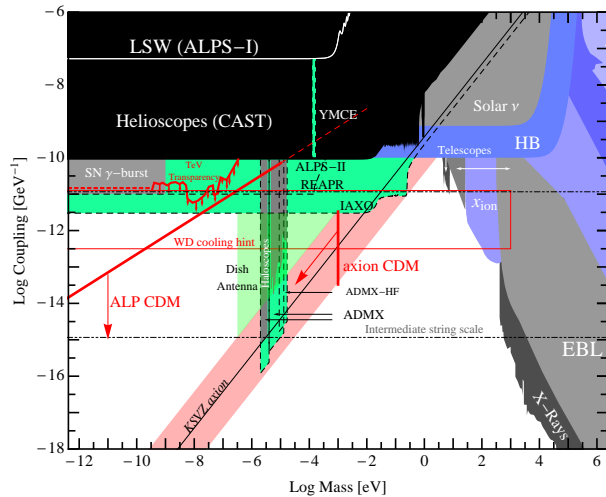 -6
-8
-10
-12
-14
-16
-18
Log Coupling [GeV⁻¹]
LSW (ALPS-I)
Helioscopes (CAST)
YMCE
Solar ν
HB
Telescopes
SN γ-burst
TeV
Transparency
ALPS-II
REAPR
IAXO
x_ion
WD cooling hint
axion CDM
Dish
Antenna
Haloscopes
ADMX-HF
ADMX
ALP CDM
Intermediate string scale
EBL
X-Rays
KSVZ axion
-12 -10 -8 -6 -4 -2 0 2 4 6
Log Mass [eV]